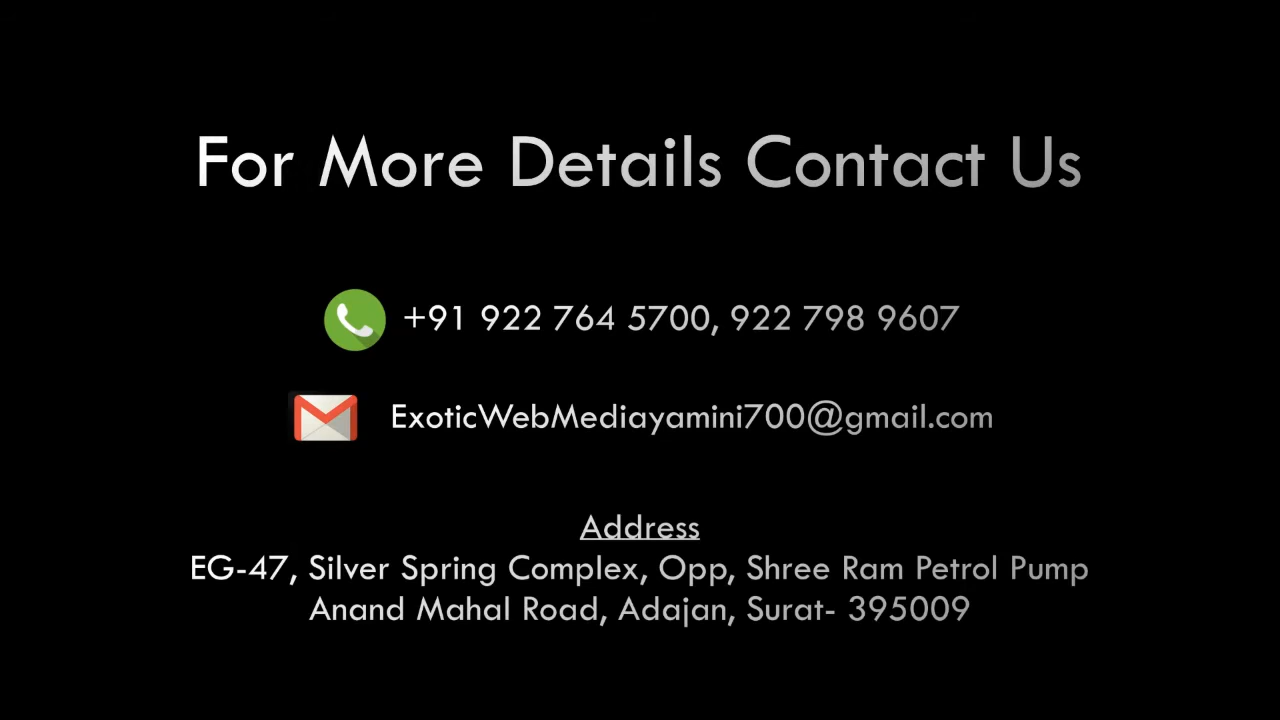 For More Details Contact Us
+91 922 764 5700, 922 798 9607
ExoticWebMediayamini700@gmail.com
Address
EG-47, Silver Spring Complex, Opp, Shree Ram Petrol Pump
Anand Mahal Road, Adajan, Surat- 395009